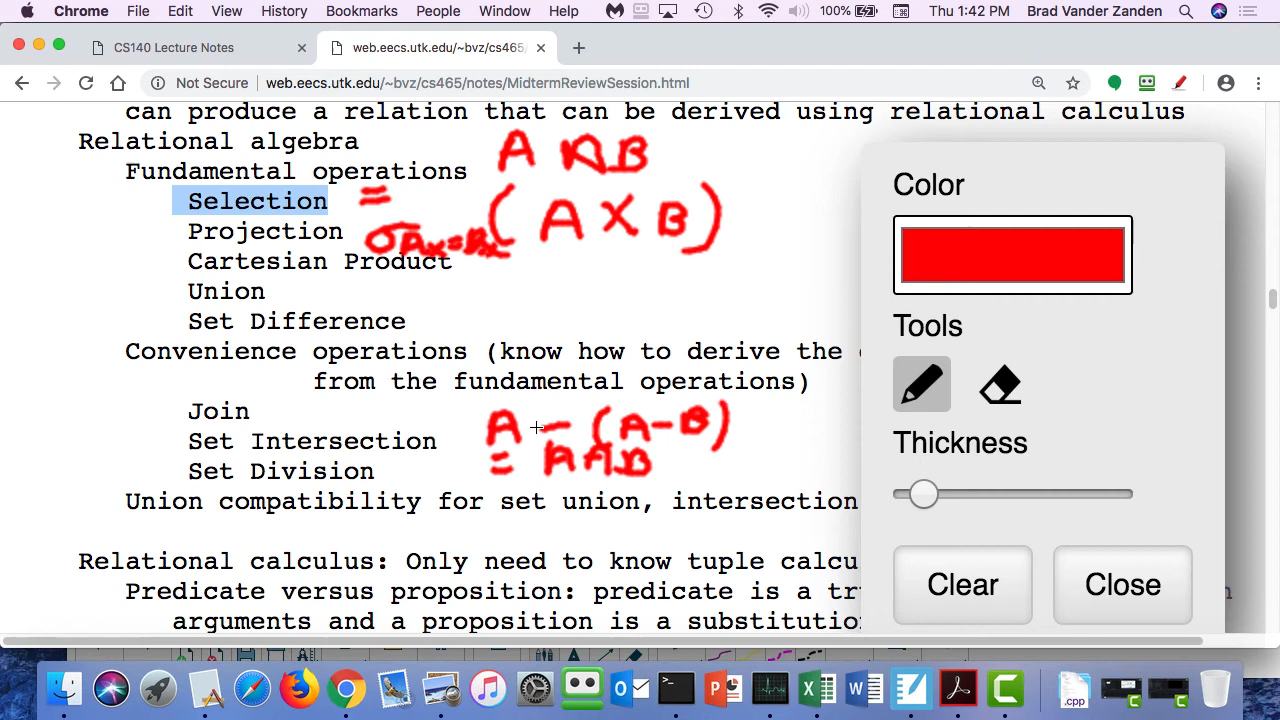 Chrome File Edit View History Bookmarks People Window Help 100% Thu 1:42 PM Brad Vander Zanden
CS140 Lecture Notes × web.eecs.utk.edu/~bvz/cs465/ × +
Not Secure web.eecs.utk.edu/~bvz/cs465/notes/MidtermReviewSession.html
can produce a relation that can be derived using relational calculus
Relational algebra
A ⋈ B
Fundamental operations
Selection
= σ Ax=Bx ( A X B )
Projection
Cartesian Product
Union
Set Difference
Convenience operations (know how to derive the
from the fundamental operations)
Join
A - (A-B)
Set Intersection
= A ∩ B
Set Division
Union compatibility for set union, intersection
Relational calculus: Only need to know tuple calcu
Predicate versus proposition: predicate is a tr
arguments and a proposition is a substitution
Color
Tools
Thickness
Clear Close
.cpp